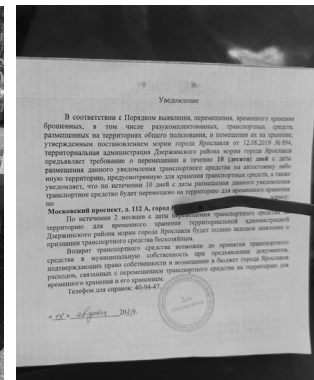 Уведомление
В соответствии с Порядком выявления, перемещения, временного хранения
брошенных, в том числе разукомплектованных, транспортных средств,
размещенных на территориях общего пользования, и помещения их на хранение,
утвержденным постановлением мэрии города Ярославля от 12.08.2019 № 894,
территориальная администрация Дзержинского района мэрии города Ярославля
предъявляет требование о перемещении в течение 10 (десяти) дней с даты
размещения данного уведомления транспортного средства на автостоянку либо
иную территорию, предусмотренную для хранения транспортных средств, а также
уведомляет, что по истечении 10 дней с даты размещения данного уведомления
транспортное средство будет перемещено на территорию для временного хранения
по адресу:
Московский проспект, д. 112 А, город
По истечении 2 месяцев с даты перемещения транспортного средства
территорию для временного хранения территориальной администрацией
Дзержинского района мэрии города Ярославля будет подано исковое заявление о
признании транспортного средства бесхозяйным.
Возврат транспортного средства возможен до принятия транспортного
средства в муниципальную собственность при предъявлении документов,
подтверждающих право собственности и возмещение в бюджет города Ярославля
расходов, связанных с перемещением транспортного средства на территорию для
временного хранения и его хранением.
Телефон для справок: 40-94-47.
Для
документов
« 18 » августа